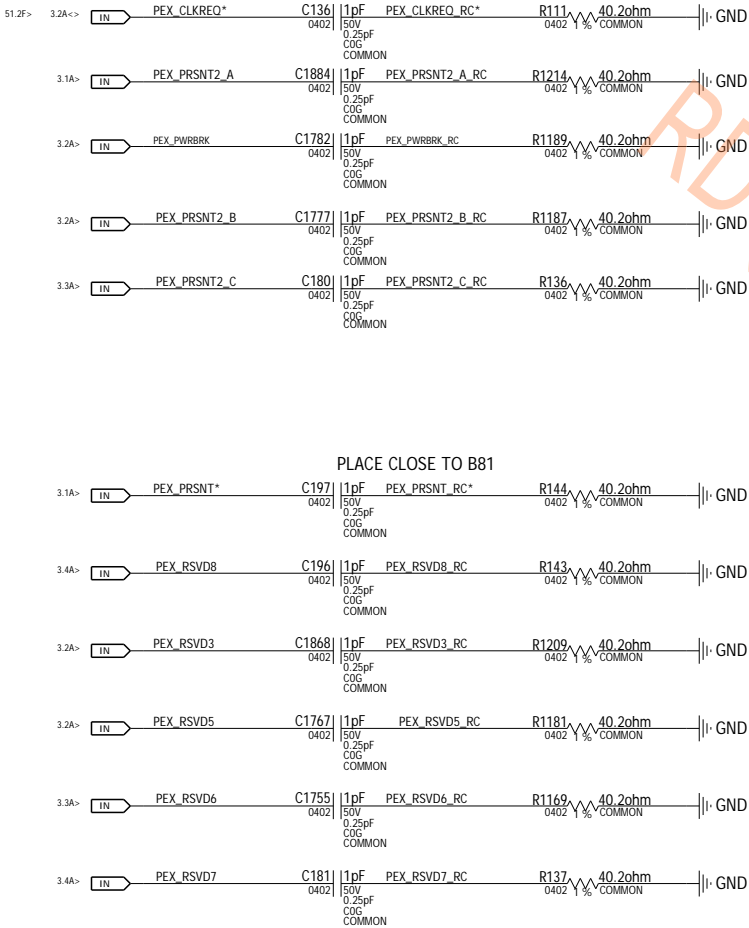 51.2F> 3.2A<> IN PEX_CLKREQ* C136 1pF PEX_CLKREQ_RC* R111 40.2ohm GND
0402 50V 0402 1 % COMMON
0.25pF
C0G
COMMON
3.1A> IN PEX_PRSNT2_A C1884 1pF PEX_PRSNT2_A_RC R1214 40.2ohm GND
0402 50V 0402 1 % COMMON
0.25pF
C0G
COMMON
3.2A> IN PEX_PWRBRK C1782 1pF PEX_PWRBRK_RC R1189 40.2ohm GND
0402 50V 0402 1 % COMMON
0.25pF
C0G
COMMON
3.2A> IN PEX_PRSNT2_B C1777 1pF PEX_PRSNT2_B_RC R1187 40.2ohm GND
0402 50V 0402 1 % COMMON
0.25pF
C0G
COMMON
3.3A> IN PEX_PRSNT2_C C180 1pF PEX_PRSNT2_C_RC R136 40.2ohm GND
0402 50V 0402 1 % COMMON
0.25pF
C0G
COMMON
PLACE CLOSE TO B81
3.1A> IN PEX_PRSNT* C197 1pF PEX_PRSNT_RC* R144 40.2ohm GND
0402 50V 0402 1 % COMMON
0.25pF
C0G
COMMON
3.4A> IN PEX_RSVD8 C196 1pF PEX_RSVD8_RC R143 40.2ohm GND
0402 50V 0402 1 % COMMON
0.25pF
C0G
COMMON
3.2A> IN PEX_RSVD3 C1868 1pF PEX_RSVD3_RC R1209 40.2ohm GND
0402 50V 0402 1 % COMMON
0.25pF
C0G
COMMON
3.2A> IN PEX_RSVD5 C1767 1pF PEX_RSVD5_RC R1181 40.2ohm GND
0402 50V 0402 1 % COMMON
0.25pF
C0G
COMMON
3.3A> IN PEX_RSVD6 C1755 1pF PEX_RSVD6_RC R1169 40.2ohm GND
0402 50V 0402 1 % COMMON
0.25pF
C0G
COMMON
3.4A> IN PEX_RSVD7 C181 1pF PEX_RSVD7_RC R137 40.2ohm GND
0402 50V 0402 1 % COMMON
0.25pF
C0G
COMMON